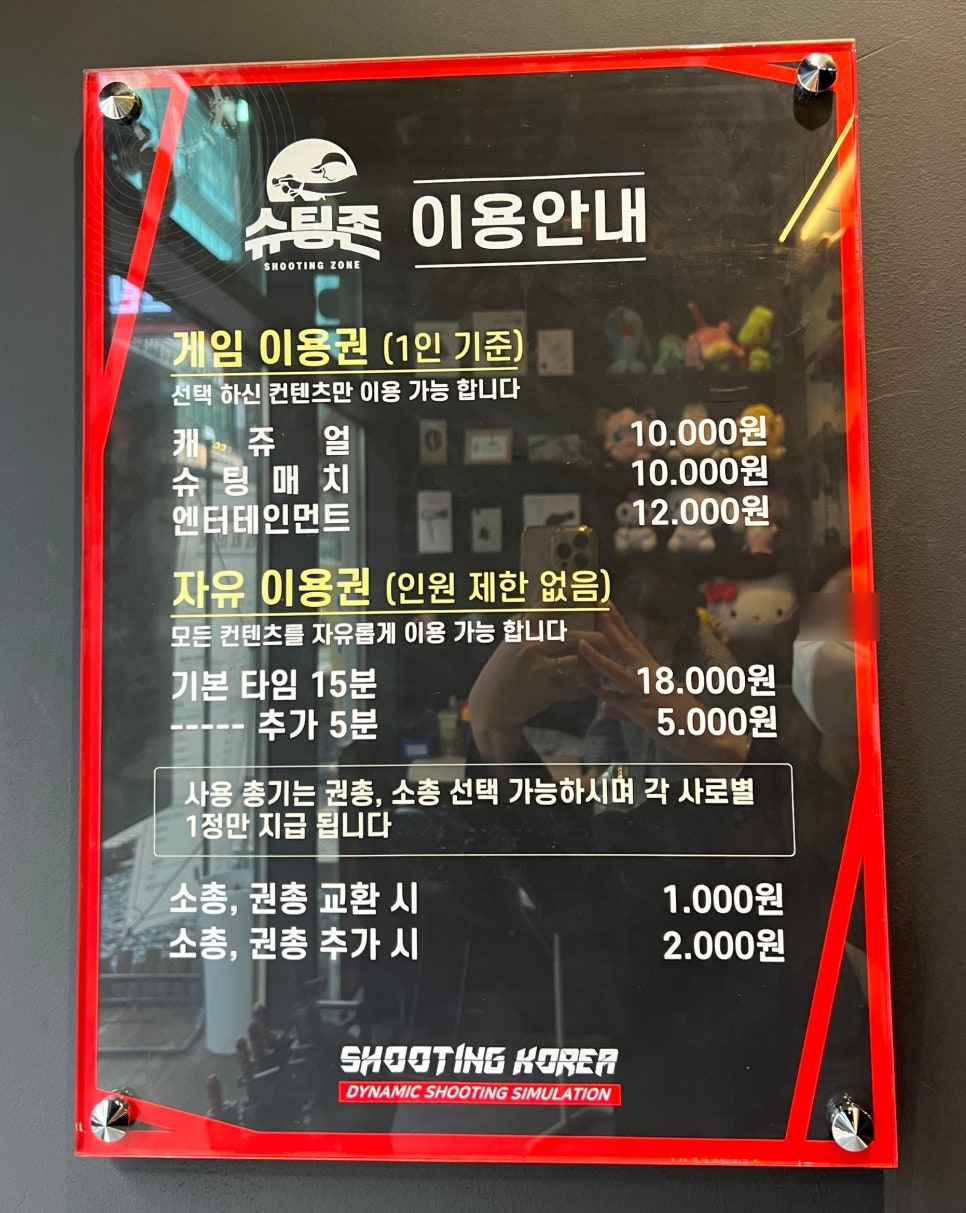 슈팅존
SHOOTING ZONE
이용안내
게임 이용권 (1인 기준)
선택 하신 컨텐츠만 이용 가능 합니다
캐쥬얼 10.000원
슈팅매치 10.000원
엔터테인먼트 12.000원
자유 이용권 (인원 제한 없음)
모든 컨텐츠를 자유롭게 이용 가능 합니다
기본 타임 15분 18.000원
----- 추가 5분 5.000원
사용 총기는 권총, 소총 선택 가능하시며 각 사로별
1정만 지급 됩니다
소총, 권총 교환 시 1.000원
소총, 권총 추가 시 2.000원
SHOOTING KOREA
DYNAMIC SHOOTING SIMULATION